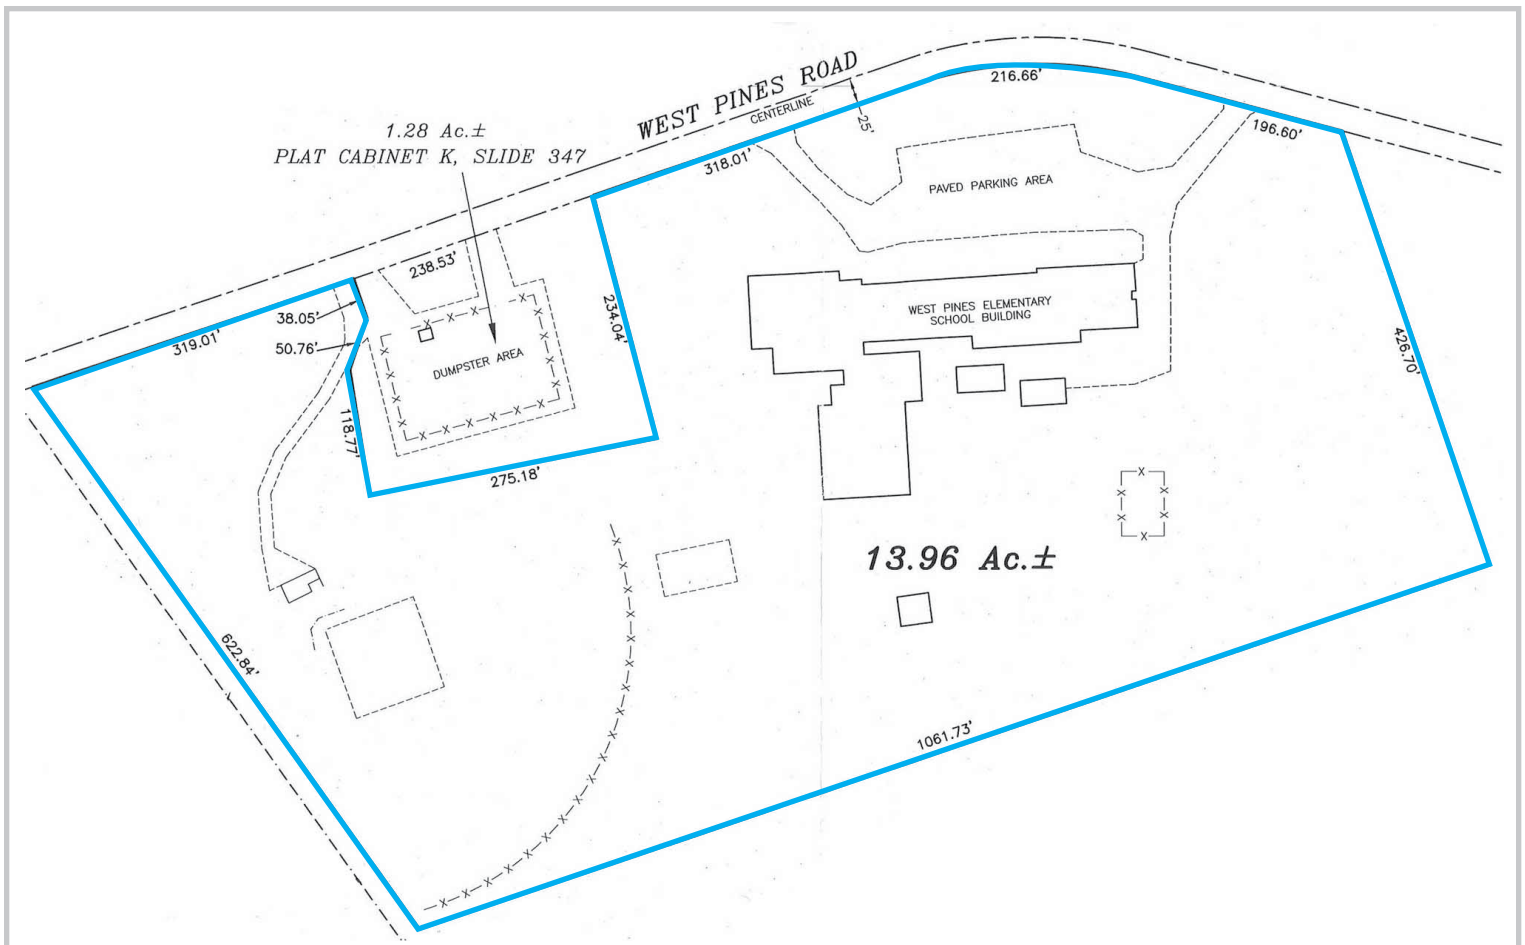 WEST PINES ROAD
CENTERLINE
25'
216.66'
196.60'
1.28 Ac.±
PLAT CABINET K, SLIDE 347
318.01'
PAVED PARKING AREA
238.53'
38.05'
319.01'
50.76'
234.04'
WEST PINES ELEMENTARY
SCHOOL BUILDING
DUMPSTER AREA
426.70'
118.77'
275.18'
13.96 Ac.±
622.84'
1061.73'